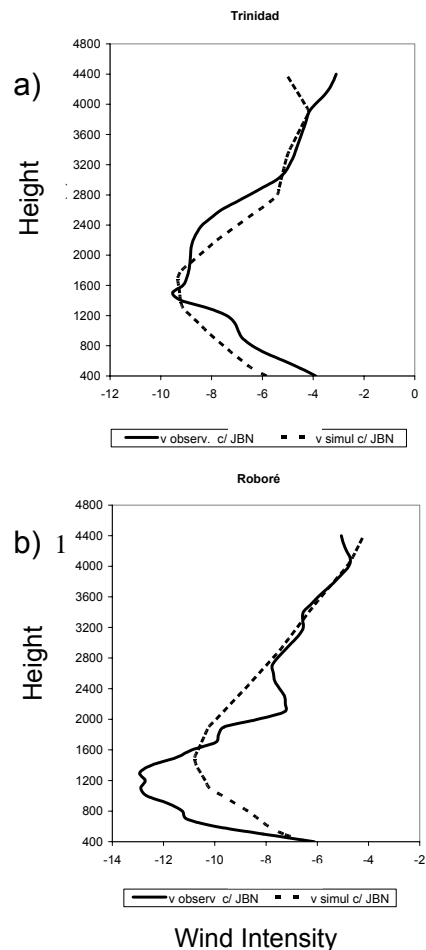 Trinidad
a)
Height
4800
4400
4000
3600
3200
2800
2400
2000
1600
1200
800
400
-12 -10 -8 -6 -4 -2 0
v observ. c/ JBN v simul c/ JBN
Roboré
b) 1
Height
4800
4400
4000
3600
3200
2800
2400
2000
1600
1200
800
400
-14 -12 -10 -8 -6 -4 -2
v observ c/ JBN v simul c/ JBN
Wind Intensity